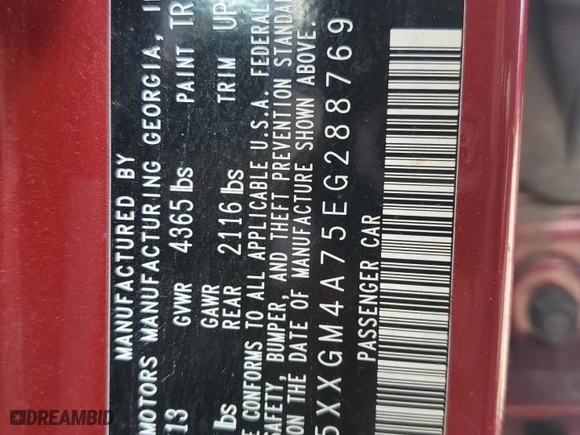 MANUFACTURED BY
MOTORS MANUFACTURING GEORGIA,
13 GVWR 4365 lbs PAINT TR
GAWR
bs REAR 2116 lbs TRIM UP
E CONFORMS TO ALL APPLICABLE U.S.A. FEDERAL
SAFETY, BUMPER, AND THEFT PREVENTION STANDA
ON THE DATE OF MANUFACTURE SHOWN ABOVE.
5XXGM4A75EG288769
PASSENGER CAR
DREAMBID